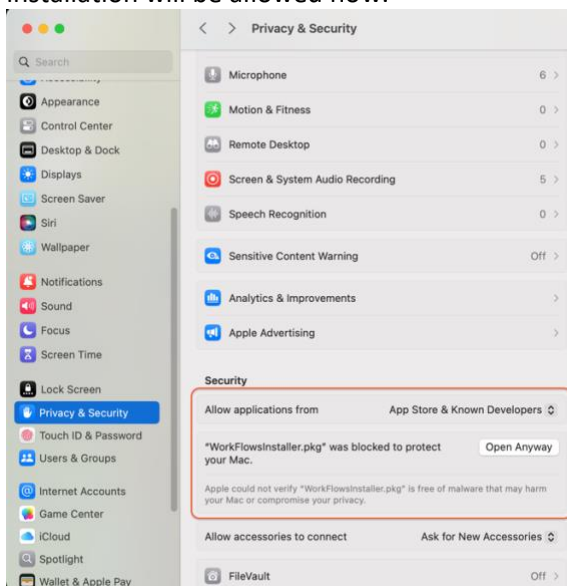 installation will be allowed now.
Privacy & Security
Search
Appearance
Control Center
Desktop & Dock
Displays
Screen Saver
Siri
Wallpaper
Notifications
Sound
Focus
Screen Time
Lock Screen
Privacy & Security
Touch ID & Password
Users & Groups
Internet Accounts
Game Center
iCloud
Spotlight
Wallet & Apple Pay
Microphone 6
Motion & Fitness 0
Remote Desktop 0
Screen & System Audio Recording 5
Speech Recognition 0
Sensitive Content Warning Off
Analytics & Improvements
Apple Advertising
Security
Allow applications from App Store & Known Developers
"WorkFlowsInstaller.pkg" was blocked to protect Open Anyway
your Mac.
Apple could not verify "WorkFlowsInstaller.pkg" is free of malware that may harm
your Mac or compromise your privacy.
Allow accessories to connect Ask for New Accessories
FileVault Off